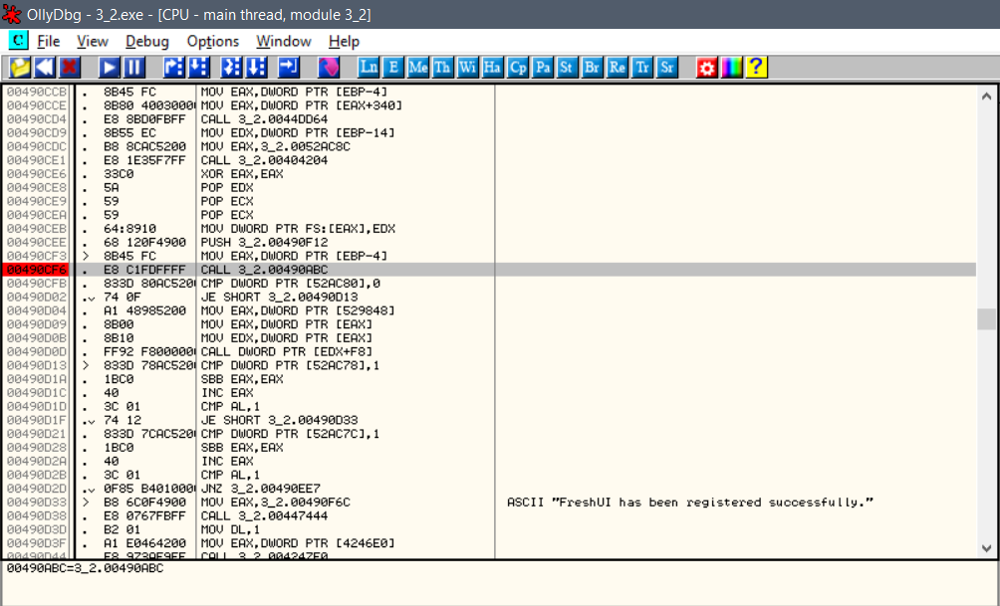 OllyDbg - 3_2.exe - [CPU - main thread, module 3_2]
C File View Debug Options Window Help
Ln E Me Th Wi Ha Cp Pa St Br Re Tr Sr ?
00490CCB . 8B45 FC MOV EAX,DWORD PTR [EBP-4]
00490CCE . 8B80 40030000 MOV EAX,DWORD PTR [EAX+340]
00490CD4 . E8 8BD0FBFF CALL 3_2.0044DD64
00490CD9 . 8B55 EC MOV EDX,DWORD PTR [EBP-14]
00490CDC . B8 8CAC5200 MOV EAX,3_2.0052AC8C
00490CE1 . E8 1E35F7FF CALL 3_2.00404204
00490CE6 . 33C0 XOR EAX,EAX
00490CE8 . 5A POP EDX
00490CE9 . 59 POP ECX
00490CEA . 59 POP ECX
00490CEB . 64:8910 MOV DWORD PTR FS:[EAX],EDX
00490CEE . 68 120F4900 PUSH 3_2.00490F12
00490CF3 > 8B45 FC MOV EAX,DWORD PTR [EBP-4]
00490CF6 . E8 C1FDFFFF CALL 3_2.00490ABC
00490CFB . 833D 80AC520 CMP DWORD PTR [52AC80],0
00490D02 .v 74 0F JE SHORT 3_2.00490D13
00490D04 . A1 48985200 MOV EAX,DWORD PTR [529848]
00490D09 . 8B00 MOV EAX,DWORD PTR [EAX]
00490D0B . 8B10 MOV EDX,DWORD PTR [EAX]
00490D0D . FF92 F8000000 CALL DWORD PTR [EDX+F8]
00490D13 > 833D 78AC520 CMP DWORD PTR [52AC78],1
00490D1A . 1BC0 SBB EAX,EAX
00490D1C . 40 INC EAX
00490D1D . 3C 01 CMP AL,1
00490D1F .v 74 12 JE SHORT 3_2.00490D33
00490D21 . 833D 7CAC520 CMP DWORD PTR [52AC7C],1
00490D28 . 1BC0 SBB EAX,EAX
00490D2A . 40 INC EAX
00490D2B . 3C 01 CMP AL,1
00490D2D .v 0F85 B4010000 JNZ 3_2.00490EE7
00490D33 > B8 6C0F4900 MOV EAX,3_2.00490F6C ASCII "FreshUI has been registered successfully."
00490D38 . E8 0767FBFF CALL 3_2.00447444
00490D3D . B2 01 MOV DL,1
00490D3F . A1 E0464200 MOV EAX,DWORD PTR [4246E0]
00490D44 . CALL 3_2.004247E0
00490ABC=3_2.00490ABC